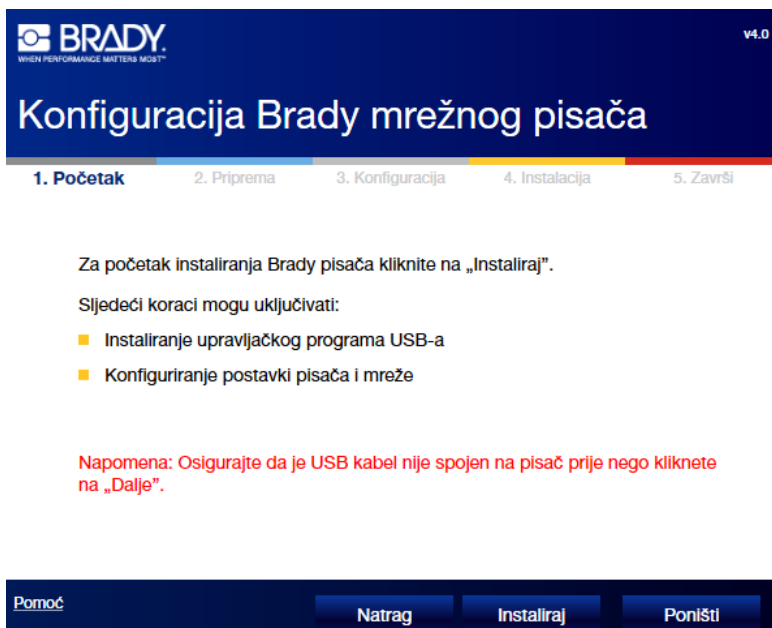 BRADY.
WHEN PERFORMANCE MATTERS MOST™
v4.0
Konfiguracija Brady mrežnog pisača
1. Početak
2. Priprema
3. Konfiguracija
4. Instalacija
5. Završi
Za početak instaliranja Brady pisača kliknite na „Instaliraj”.
Sljedeći koraci mogu uključivati:
Instaliranje upravljačkog programa USB-a
Konfiguriranje postavki pisača i mreže
Napomena: Osigurajte da je USB kabel nije spojen na pisač prije nego kliknete
na „Dalje”.
Pomoć
Natrag
Instaliraj
Poništi